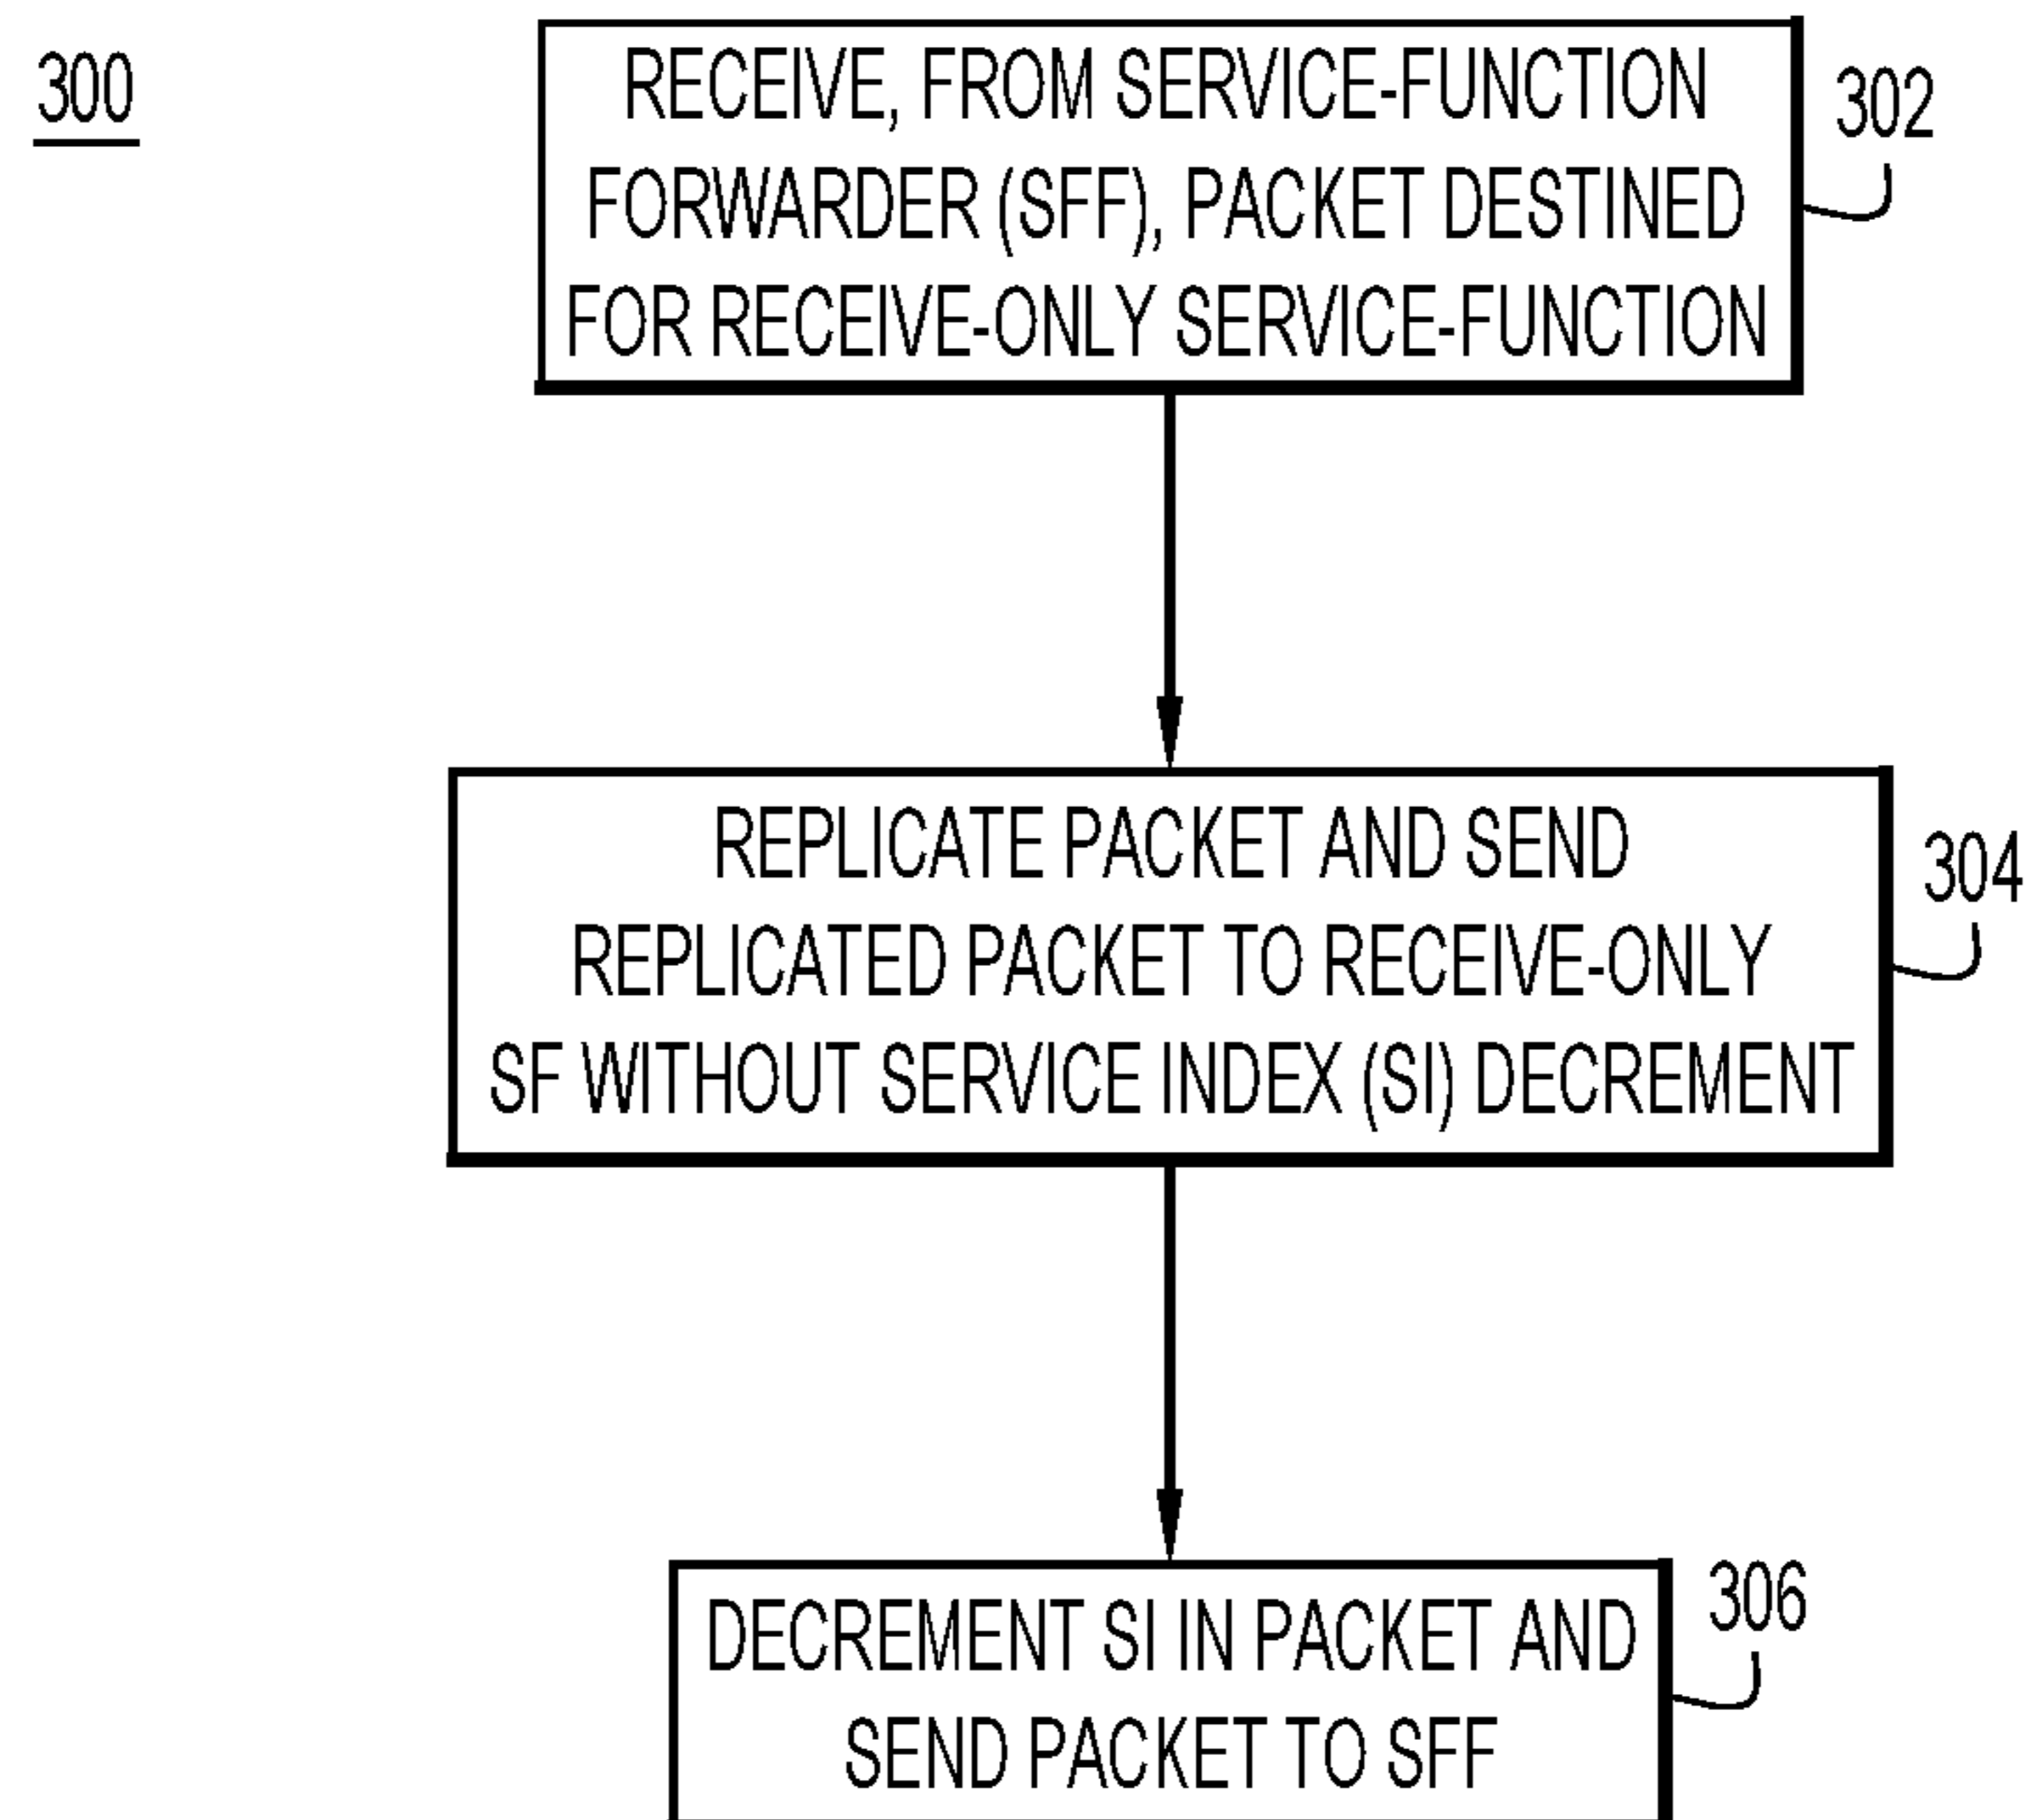 300
RECEIVE, FROM SERVICE-FUNCTION
FORWARDER (SFF), PACKET DESTINED
FOR RECEIVE-ONLY SERVICE-FUNCTION
302
REPLICATE PACKET AND SEND
REPLICATED PACKET TO RECEIVE-ONLY
SF WITHOUT SERVICE INDEX (SI) DECREMENT
304
DECREMENT SI IN PACKET AND
SEND PACKET TO SFF
306